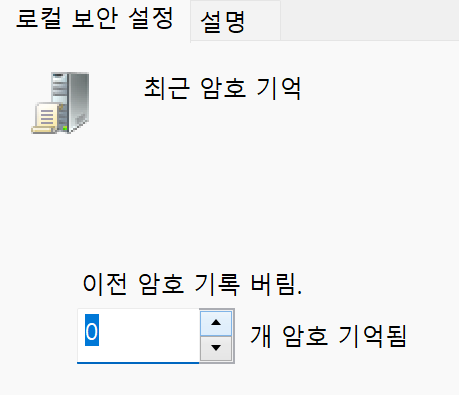 로컬 보안 설정 설명
최근 암호 기억
이전 암호 기록 버림.
0 개 암호 기억됨